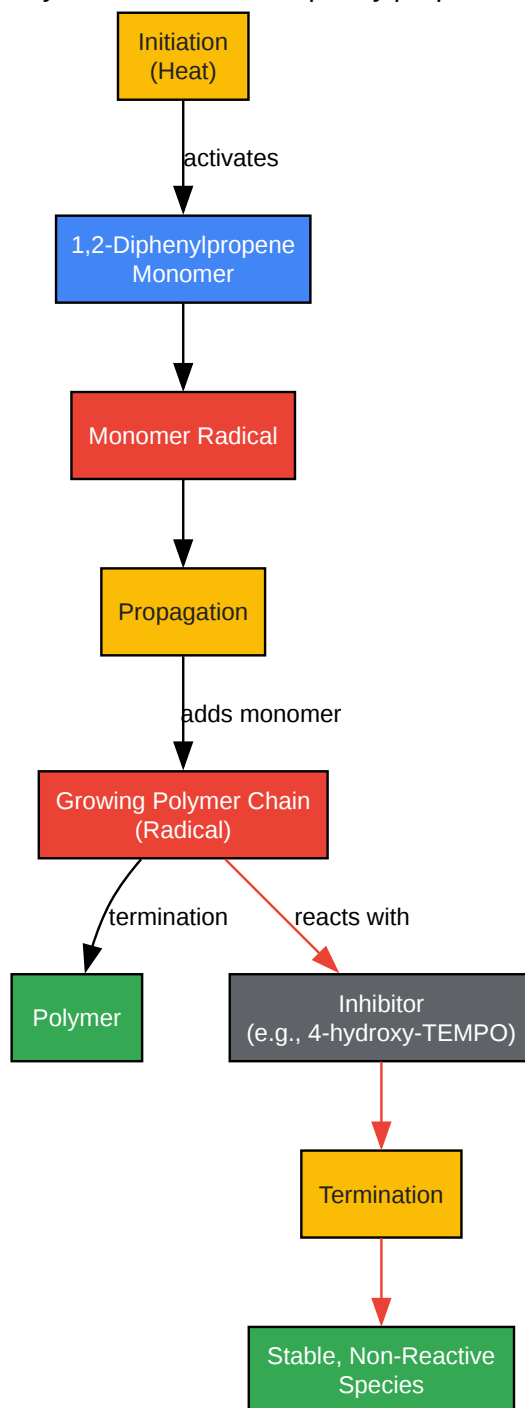 Initiation
(Heat)
activates
1,2-Diphenylpropene
Monomer
Monomer Radical
Propagation
adds monomer
Growing Polymer Chain
(Radical)
termination
reacts with
Polymer
Inhibitor
(e.g., 4-hydroxy-TEMPO)
Termination
Stable, Non-Reactive
Species